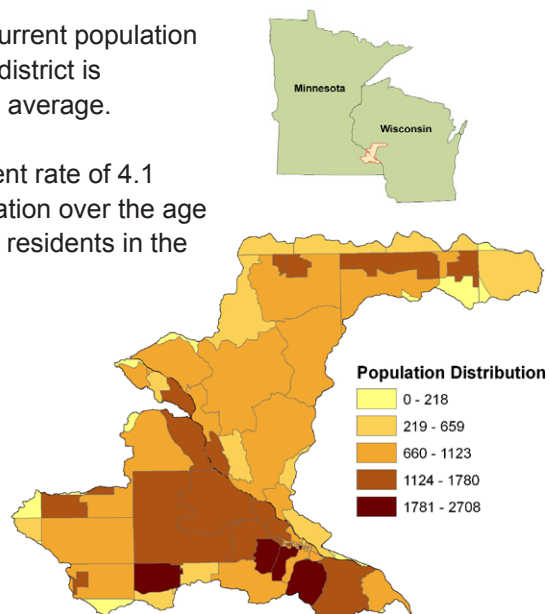 urrent population
district is
average.
ent rate of 4.1
ation over the age
residents in the
Minnesota
Wisconsin
Population Distribution
0 - 218
219 - 659
660 - 1123
1124 - 1780
1781 - 2708